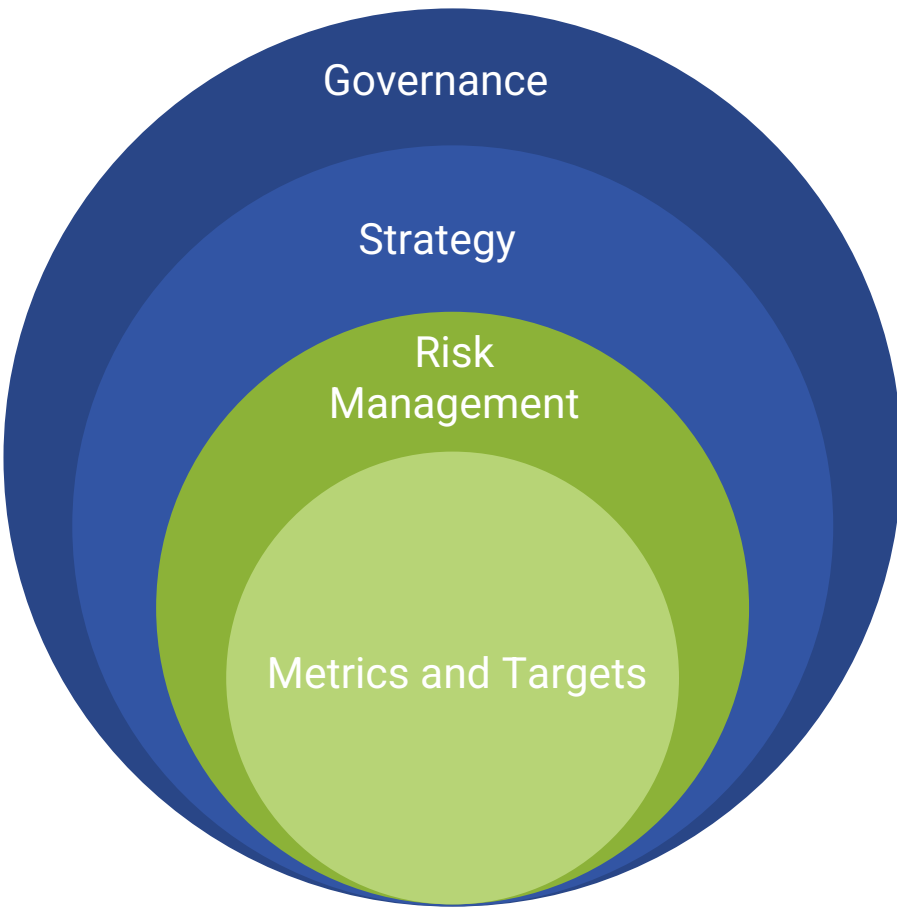 Governance
Strategy
Risk
Management
Metrics and Targets